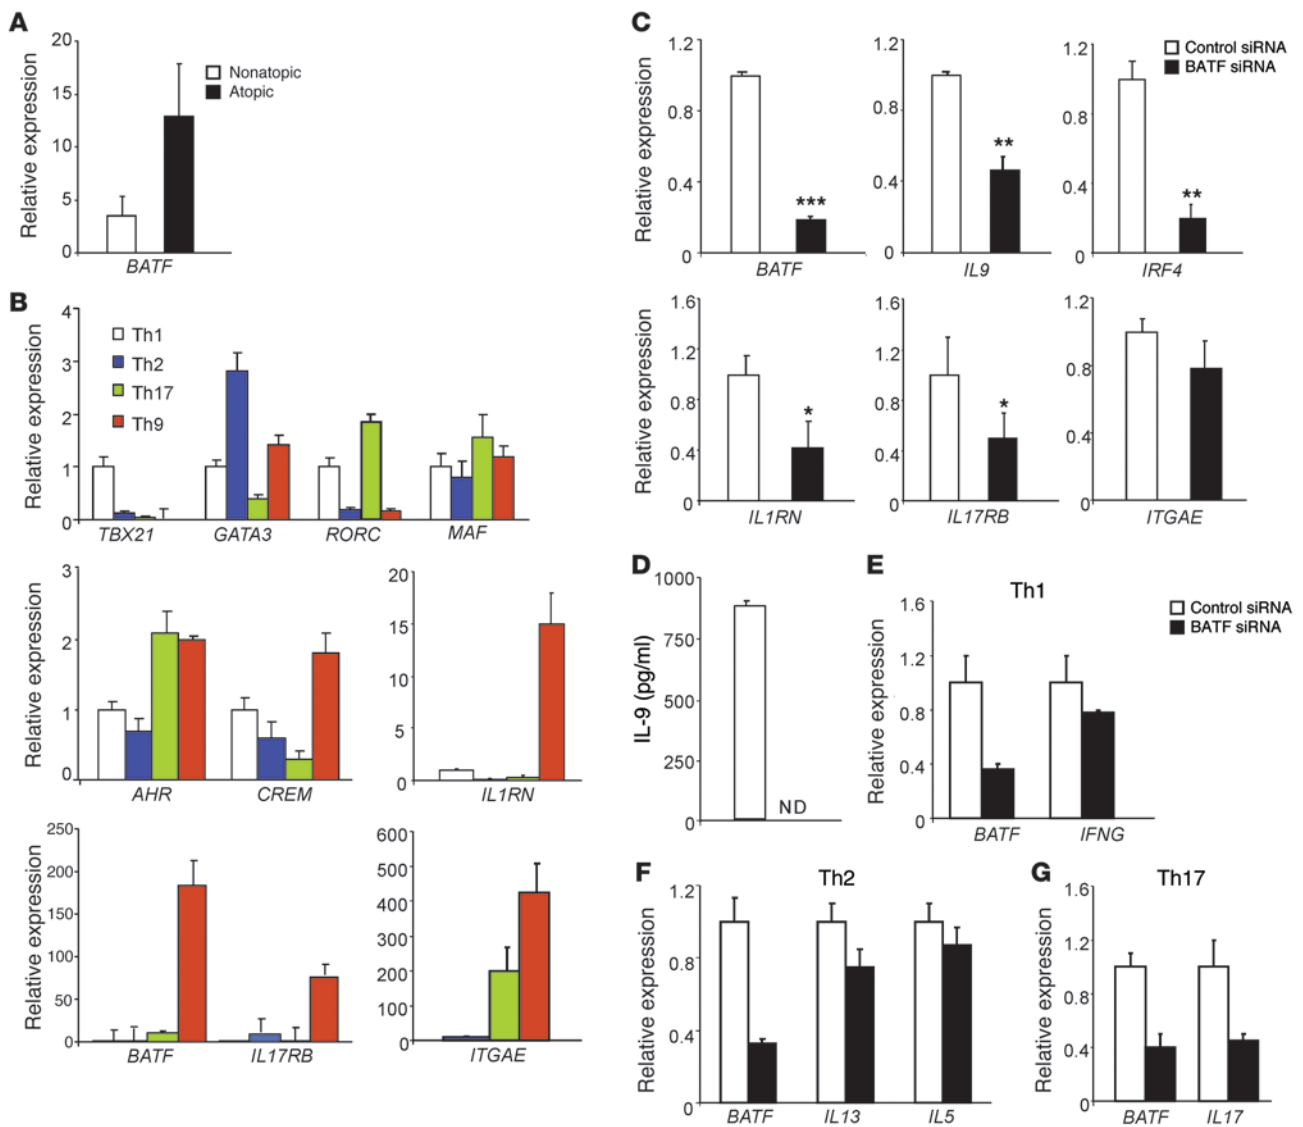 A
Relative expression
20
15
10
5
0
Nonatopic
Atopic
BATF
B
Relative expression
4
3
2
1
0
Th1
Th2
Th17
Th9
TBX21 GATA3 RORC MAF
Relative expression
3
2
1
0
AHR CREM
20
15
10
5
0
IL1RN
Relative expression
250
200
150
100
50
0
BATF IL17RB
600
500
400
300
200
100
0
ITGAE
C
Control siRNA
BATF siRNA
Relative expression
1.2
0.8
0.4
0
***
BATF
1.2
0.8
0.4
0
**
IL9
1.2
0.8
0.4
0
**
IRF4
Relative expression
1.6
1.2
0.8
0.4
0
*
IL1RN
1.6
1.2
0.8
0.4
0
*
IL17RB
1.2
0.8
0.4
0
ITGAE
D
IL-9 (pg/ml)
1000
750
500
250
0
ND
E
Th1
Control siRNA
BATF siRNA
Relative expression
1.6
1.2
0.8
0.4
0
BATF IFNG
F
Th2
Relative expression
1.2
0.8
0.4
0
BATF IL13 IL5
G
Th17
Relative expression
1.6
1.2
0.8
0.4
0
BATF IL17